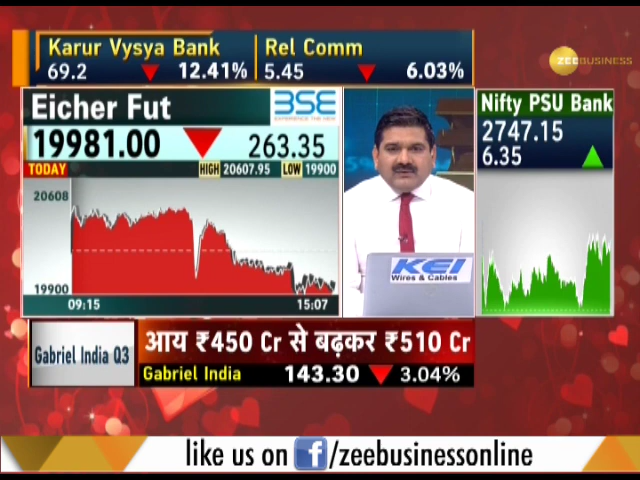 Karur Vysya Bank
69.2 12.41%
Rel Comm
5.45 6.03%
ZEEBUSINESS
Eicher Fut
BSE
EXPERIENCE THE NEW
19981.00 263.35
TODAY HIGH 20607.95 LOW 19900
20608
19900
09:15 15:07
KEI
Wires & Cables
Nifty PSU Bank
2747.15
6.35
Gabriel India Q3
आय ₹450 Cr से बढ़कर ₹510 Cr
Gabriel India 143.30 3.04%
like us on f/zeebusinessonline